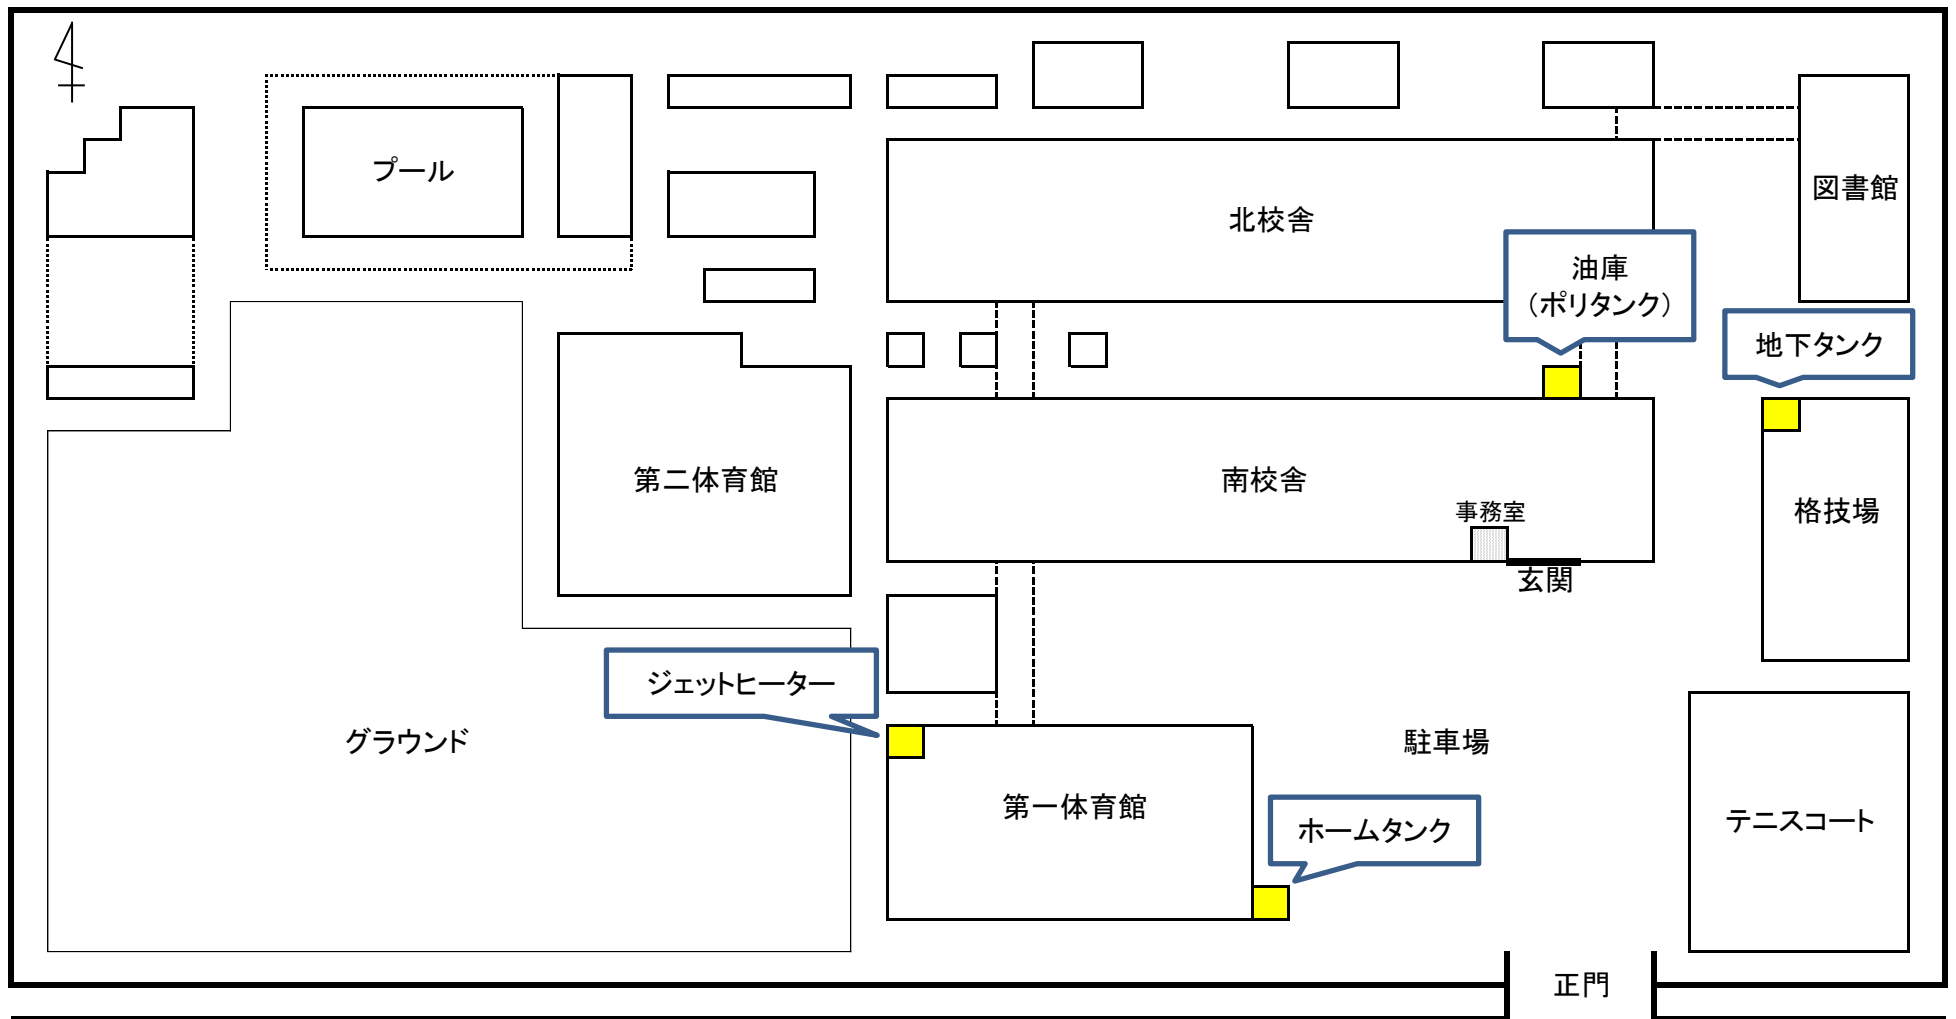 プール
図書館
北校舎
油庫
（ポリタンク）
地下タンク
第二体育館
南校舎
事務室
格技場
玄関
ジェットヒーター
グラウンド
駐車場
第一体育館
ホームタンク
テニスコート
正門